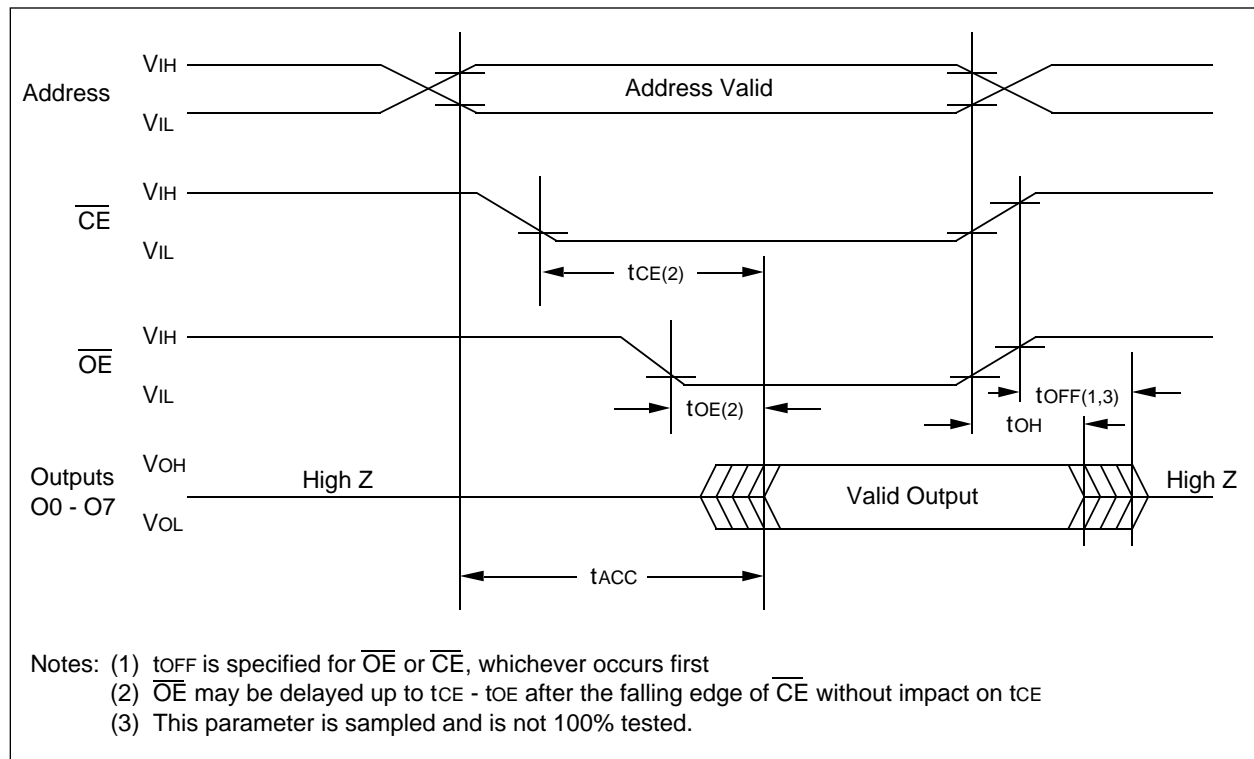 VIH
Address
Address Valid
VIL
VIH
CE
VIL
tCE(2)
VIH
OE
VIL
tOE(2)
tOFF(1,3)
tOH
VOH
Outputs
O0 - O7
High Z
Valid Output
High Z
VOL
tACC
Notes: (1) tOFF is specified for OE or CE, whichever occurs first
(2) OE may be delayed up to tCE - tOE after the falling edge of CE without impact on tCE
(3) This parameter is sampled and is not 100% tested.